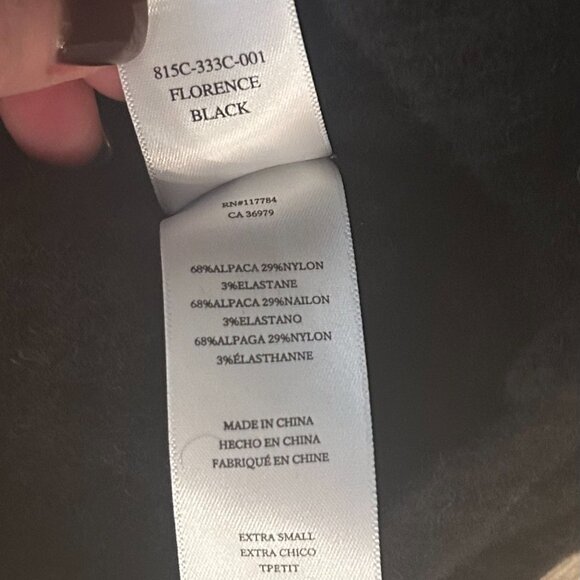 815C-333C-001
FLORENCE
BLACK
RN#117784
CA 36979
68%ALPACA 29%NYLON
3%ELASTANE
68%ALPACA 29%NAILON
3%ELASTANO
68%ALPAGA 29%NYLON
3%ÉLASTHANNE
MADE IN CHINA
HECHO EN CHINA
FABRIQUÉ EN CHINE
EXTRA SMALL
EXTRA CHICO
TPETIT